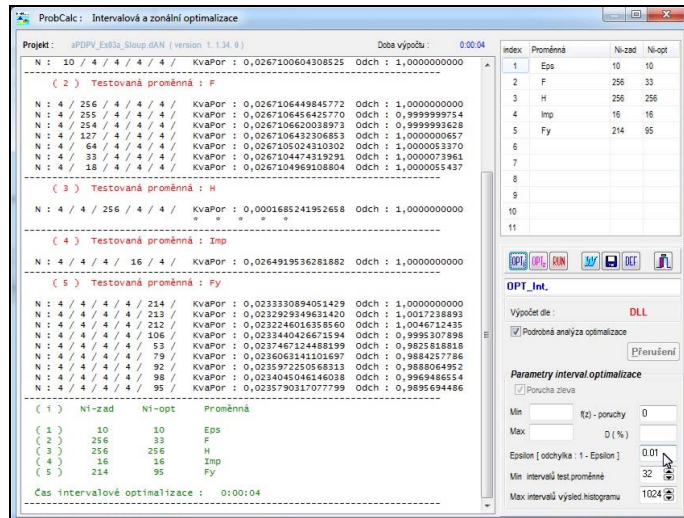 ProbCalc : Intervalová a zonální optimalizace
Projekt : aPDPV_Ex03a_Sloup.dAN ( version 1. 1.34. 0 ) Doba výpočtu : 0:00:04
N : 10 / 4 / 4 / 4 / 4 / KvaPor : 0,0267100604308525 Odch : 1,0000000000
( 2 ) Testovaná proměnná : F
N : 4 / 256 / 4 / 4 / 4 / KvaPor : 0,0267106449845772 Odch : 1,0000000000
N : 4 / 255 / 4 / 4 / 4 / KvaPor : 0,0267106456425770 Odch : 0,9999999754
N : 4 / 254 / 4 / 4 / 4 / KvaPor : 0,0267106620038973 Odch : 0,9999993628
N : 4 / 127 / 4 / 4 / 4 / KvaPor : 0,0267106432306853 Odch : 1,0000000657
N : 4 / 64 / 4 / 4 / 4 / KvaPor : 0,0267105024310302 Odch : 1,0000053370
N : 4 / 33 / 4 / 4 / 4 / KvaPor : 0,0267104474319291 Odch : 1,0000073961
N : 4 / 18 / 4 / 4 / 4 / KvaPor : 0,0267104969108804 Odch : 1,0000055437
( 3 ) Testovaná proměnná : H
N : 4 / 4 / 256 / 4 / 4 / KvaPor : 0,0001685241952658 Odch : 1,0000000000
( 4 ) Testovaná proměnná : Imp
N : 4 / 4 / 4 / 16 / 4 / KvaPor : 0,0264919536281882 Odch : 1,0000000000
( 5 ) Testovaná proměnná : Fy
N : 4 / 4 / 4 / 4 / 214 / KvaPor : 0,0233330894051429 Odch : 1,0000000000
N : 4 / 4 / 4 / 4 / 213 / KvaPor : 0,0232929349631420 Odch : 1,0017238893
N : 4 / 4 / 4 / 4 / 212 / KvaPor : 0,0232246016358560 Odch : 1,0046712435
N : 4 / 4 / 4 / 4 / 106 / KvaPor : 0,0233440426671594 Odch : 0,9995307898
N : 4 / 4 / 4 / 4 / 53 / KvaPor : 0,0237467124488199 Odch : 0,9825818818
N : 4 / 4 / 4 / 4 / 79 / KvaPor : 0,0236063141101697 Odch : 0,9884257786
N : 4 / 4 / 4 / 4 / 92 / KvaPor : 0,0235972250568313 Odch : 0,9888064952
N : 4 / 4 / 4 / 4 / 98 / KvaPor : 0,0234045046146038 Odch : 0,9969486554
N : 4 / 4 / 4 / 4 / 95 / KvaPor : 0,0235790317077799 Odch : 0,9895694486
( i ) Ni-zad Ni-opt Proměnná
( 1 ) 10 10 Eps
( 2 ) 256 33 F
( 3 ) 256 256 H
( 4 ) 16 16 Imp
( 5 ) 214 95 Fy
Čas intervalové optimalizace : 0:00:04
index Proměnná Ni-zad Ni-opt
1 Eps 10 10
2 F 256 33
3 H 256 256
4 Imp 16 16
5 Fy 214 95
6
7
8
9
10
11
RUN DEF
OPT_Int,
Výpočet dle : DLL
Podrobná analýza optimalizace
Přerušení
Parametry interval.optimalizace
Porucha zleva
Min f(z) - poruchy 0
Max D ( % )
Epsilon [ odchylka : 1 - Epsilon ] 0.01
Min intervalů test.proměnné 32
Max intervalů výsled.histogramu 1024